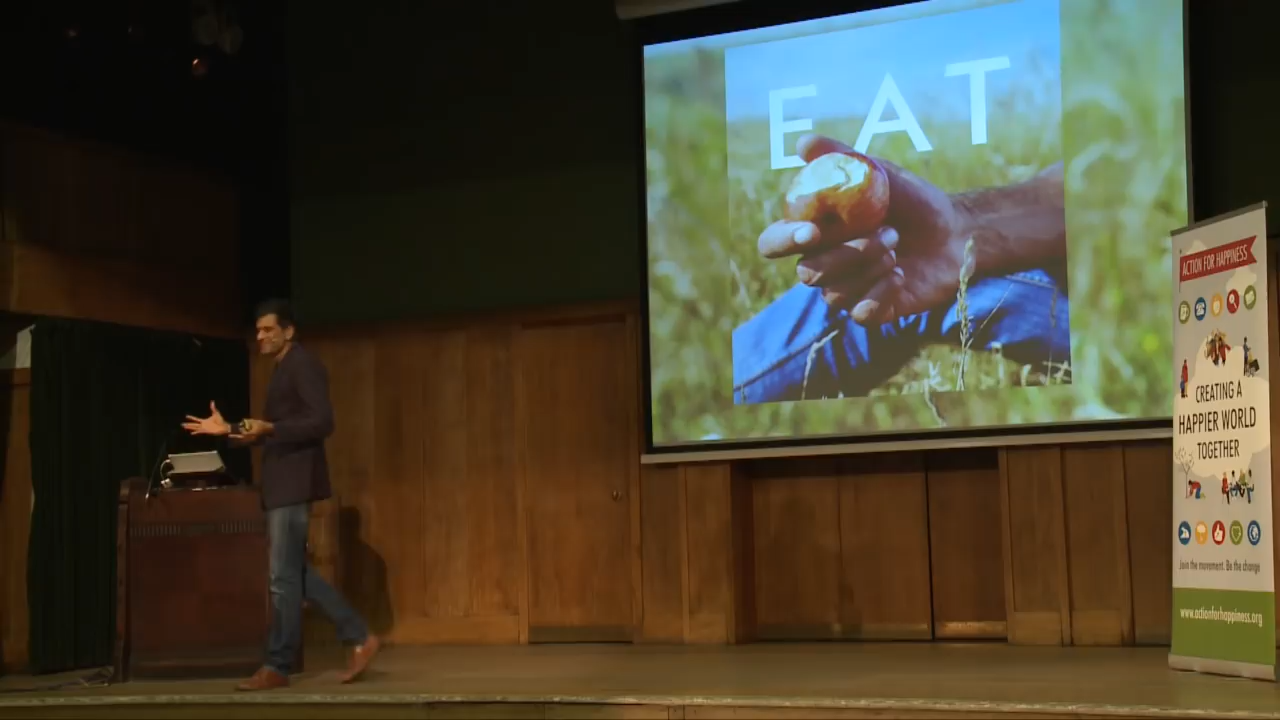 EAT
ACTION FOR HAPPINESS
CREATING A
HAPPIER WORLD
TOGETHER
Join the movement. Be the change
www.actionforhappiness.org